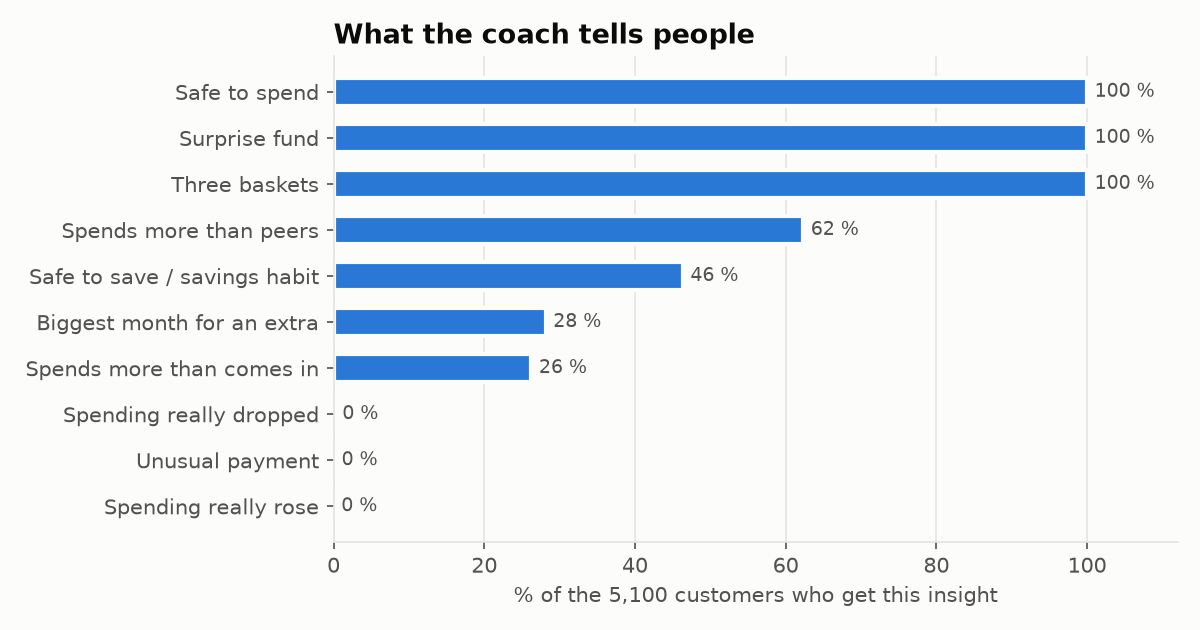 What the coach tells people
Safe to spend 100 %
Surprise fund 100 %
Three baskets 100 %
Spends more than peers 62 %
Safe to save / savings habit 46 %
Biggest month for an extra 28 %
Spends more than comes in 26 %
Spending really dropped 0 %
Unusual payment 0 %
Spending really rose 0 %
0 20 40 60 80 100
% of the 5,100 customers who get this insight